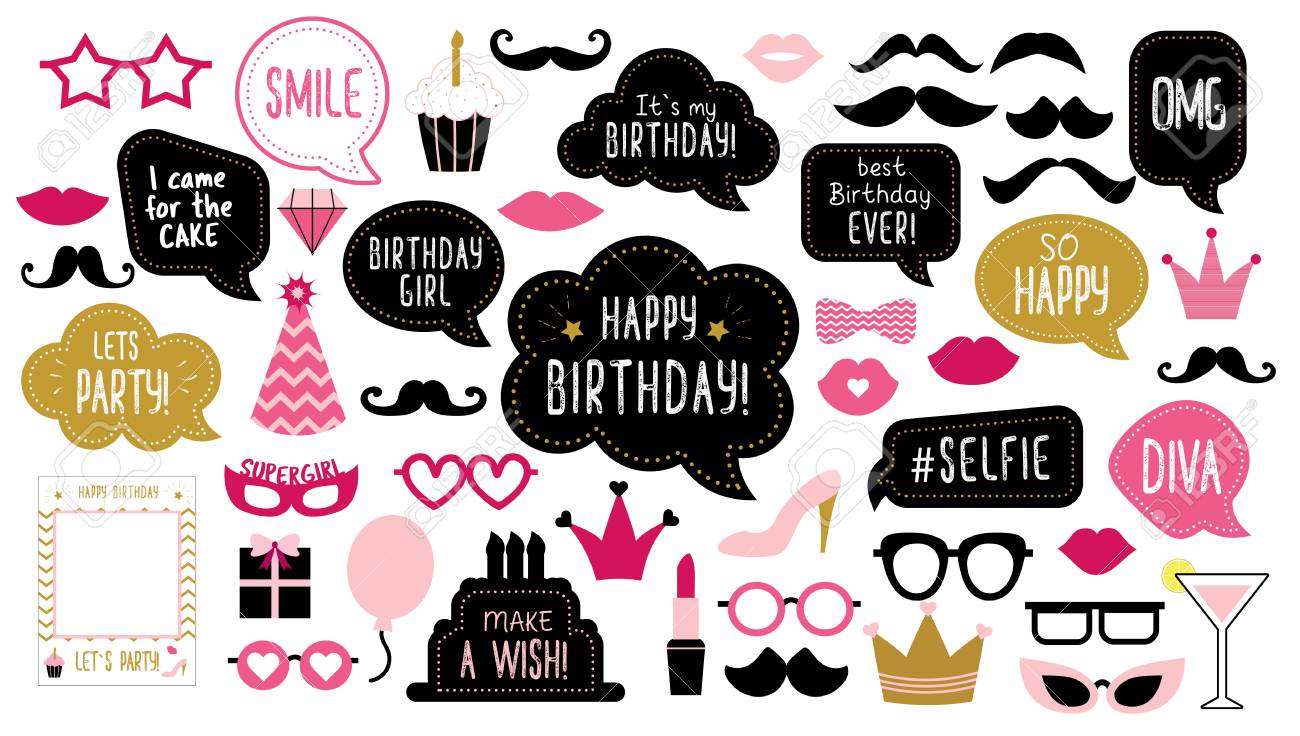 SMILE
It`s my
BIRTHDAY!
OMG
I came
for the
CAKE
best
Birthday
EVER!
BIRTHDAY
GIRL
SO
HAPPY
LETS
PARTY!
HAPPY
BIRTHDAY!
#SELFIE
DIVA
SUPERGIRL
HAPPY BIRTHDAY
LET`S PARTY!
MAKE
A WISH!
123RF